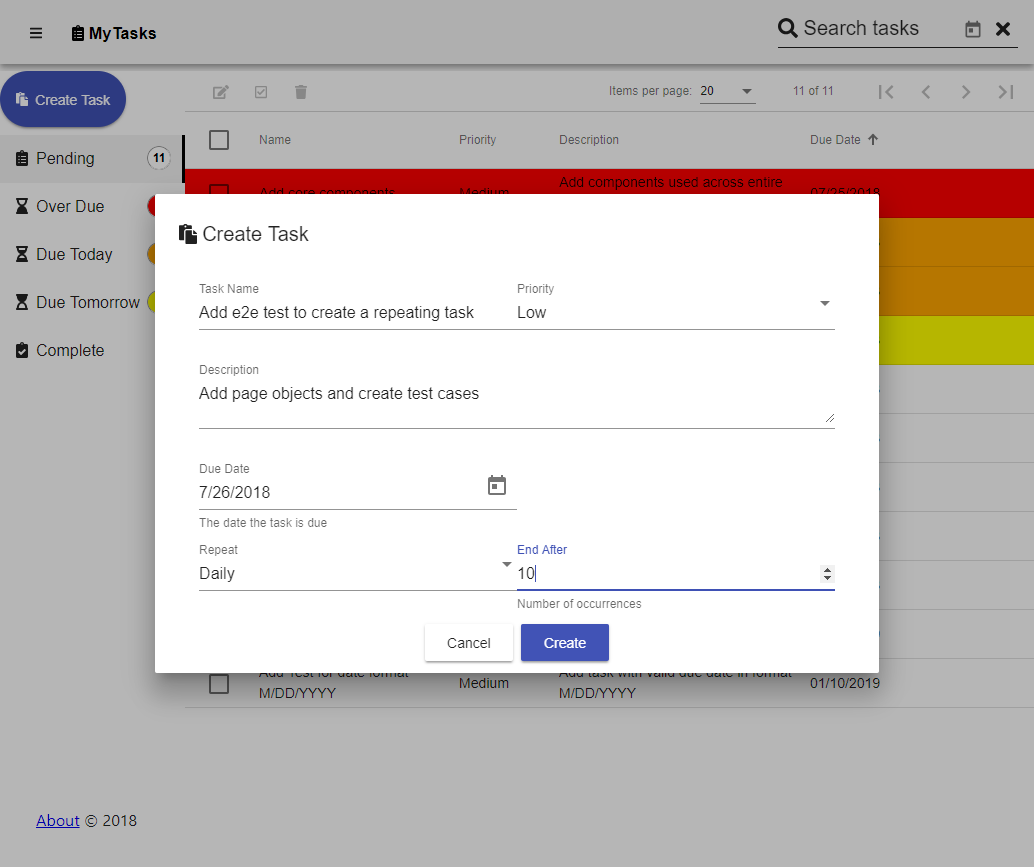 MyTasks
Search tasks
Create Task
Items per page: 20
11 of 11
Name Priority Description Due Date
Pending 11
Over Due
Due Today
Due Tomorrow
Complete
Add core components Medium Add components used across entire 07/25/2018
Create Task
Task Name
Add e2e test to create a repeating task
Priority
Low
Description
Add page objects and create test cases
Due Date
7/26/2018
The date the task is due
Repeat
Daily
End After
10
Number of occurrences
Cancel
Create
Add Test for date format
M/DD/YYYY
Medium
Add task with valid due date in format
M/DD/YYYY
01/10/2019
About © 2018